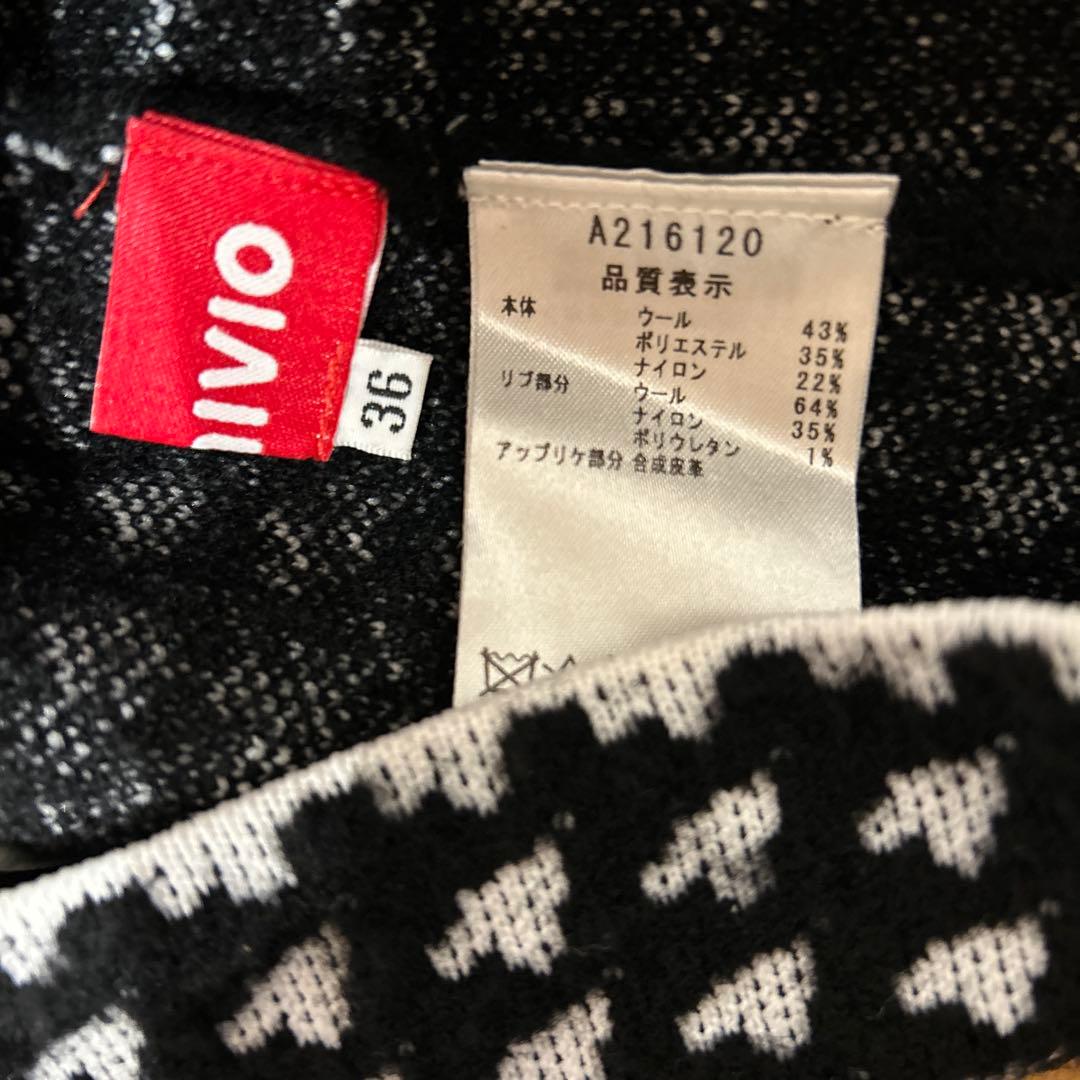 nivio
36
A216120
品質表示
本体 ウール 43%
ポリエステル 35%
ナイロン 22%
リブ部分 ウール 64%
ナイロン 35%
ポリウレタン 1%
アップリケ部分 合成皮革